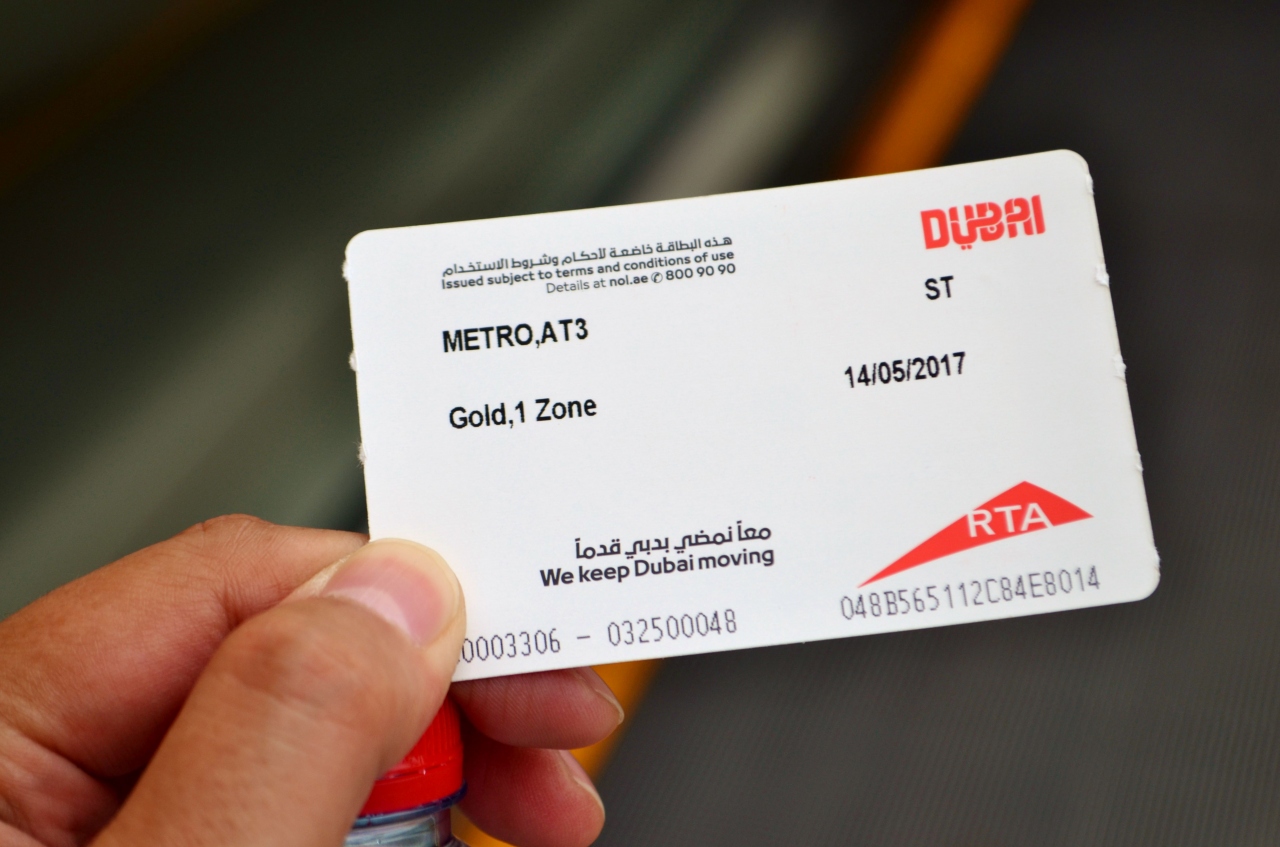 هذه البطاقة خاضعة لأحكام وشروط الاستخدام
Issued subject to terms and conditions of use
Details at nol.ae ✆ 800 90 90
DUBAI
ST
METRO,AT3
14/05/2017
Gold,1 Zone
معاً نمضي بدبي قدماً
We keep Dubai moving
RTA
0003306 - 032500048
048B565112C84E8014